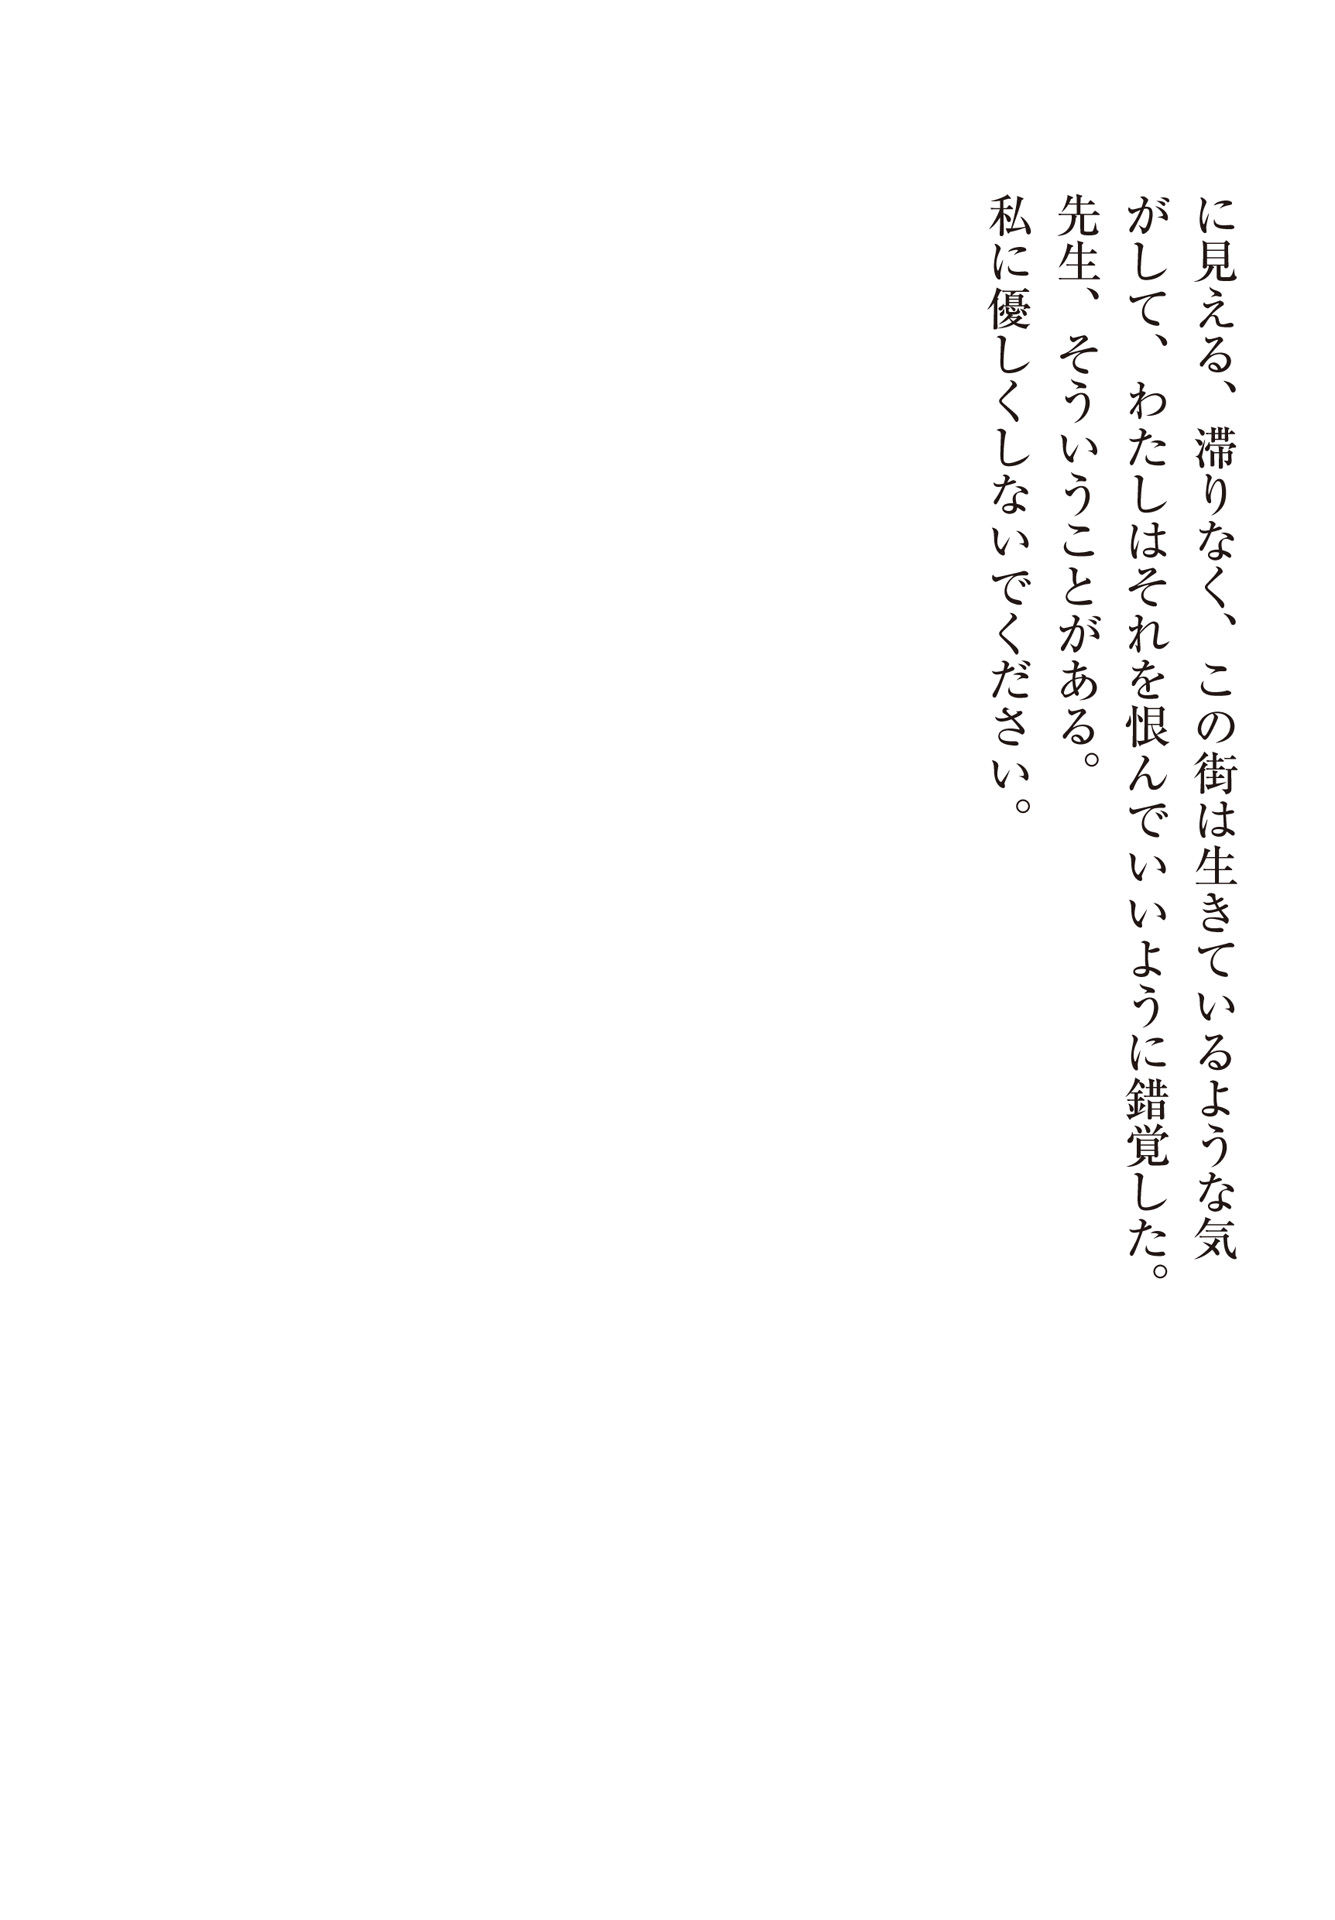 に見える、滞りなく、この街は生きているような気
がして、わたしはそれを恨んでいいように錯覚した。
先生、そういうことがある。
私に優しくしないでください。